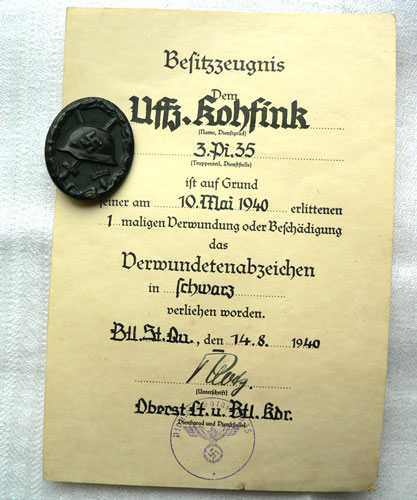 Besitzzeugnis
Dem
Uffz. Kohfink
(Name, Dienstgrad)
3. Pi. 35
(Truppenteil, Dienststelle)
ist auf Grund
seiner am 10. Mai 1940 erlittenen
1 maligen Verwundung oder Beschädigung
das
Verwundetenabzeichen
in schwarz
verliehen worden.
Btl. St. Qu., den 14. 8. 1940
(Unterschrift)
Oberst Lt. u. Btl. Kdr.
Dienstgrad und Dienststelle)